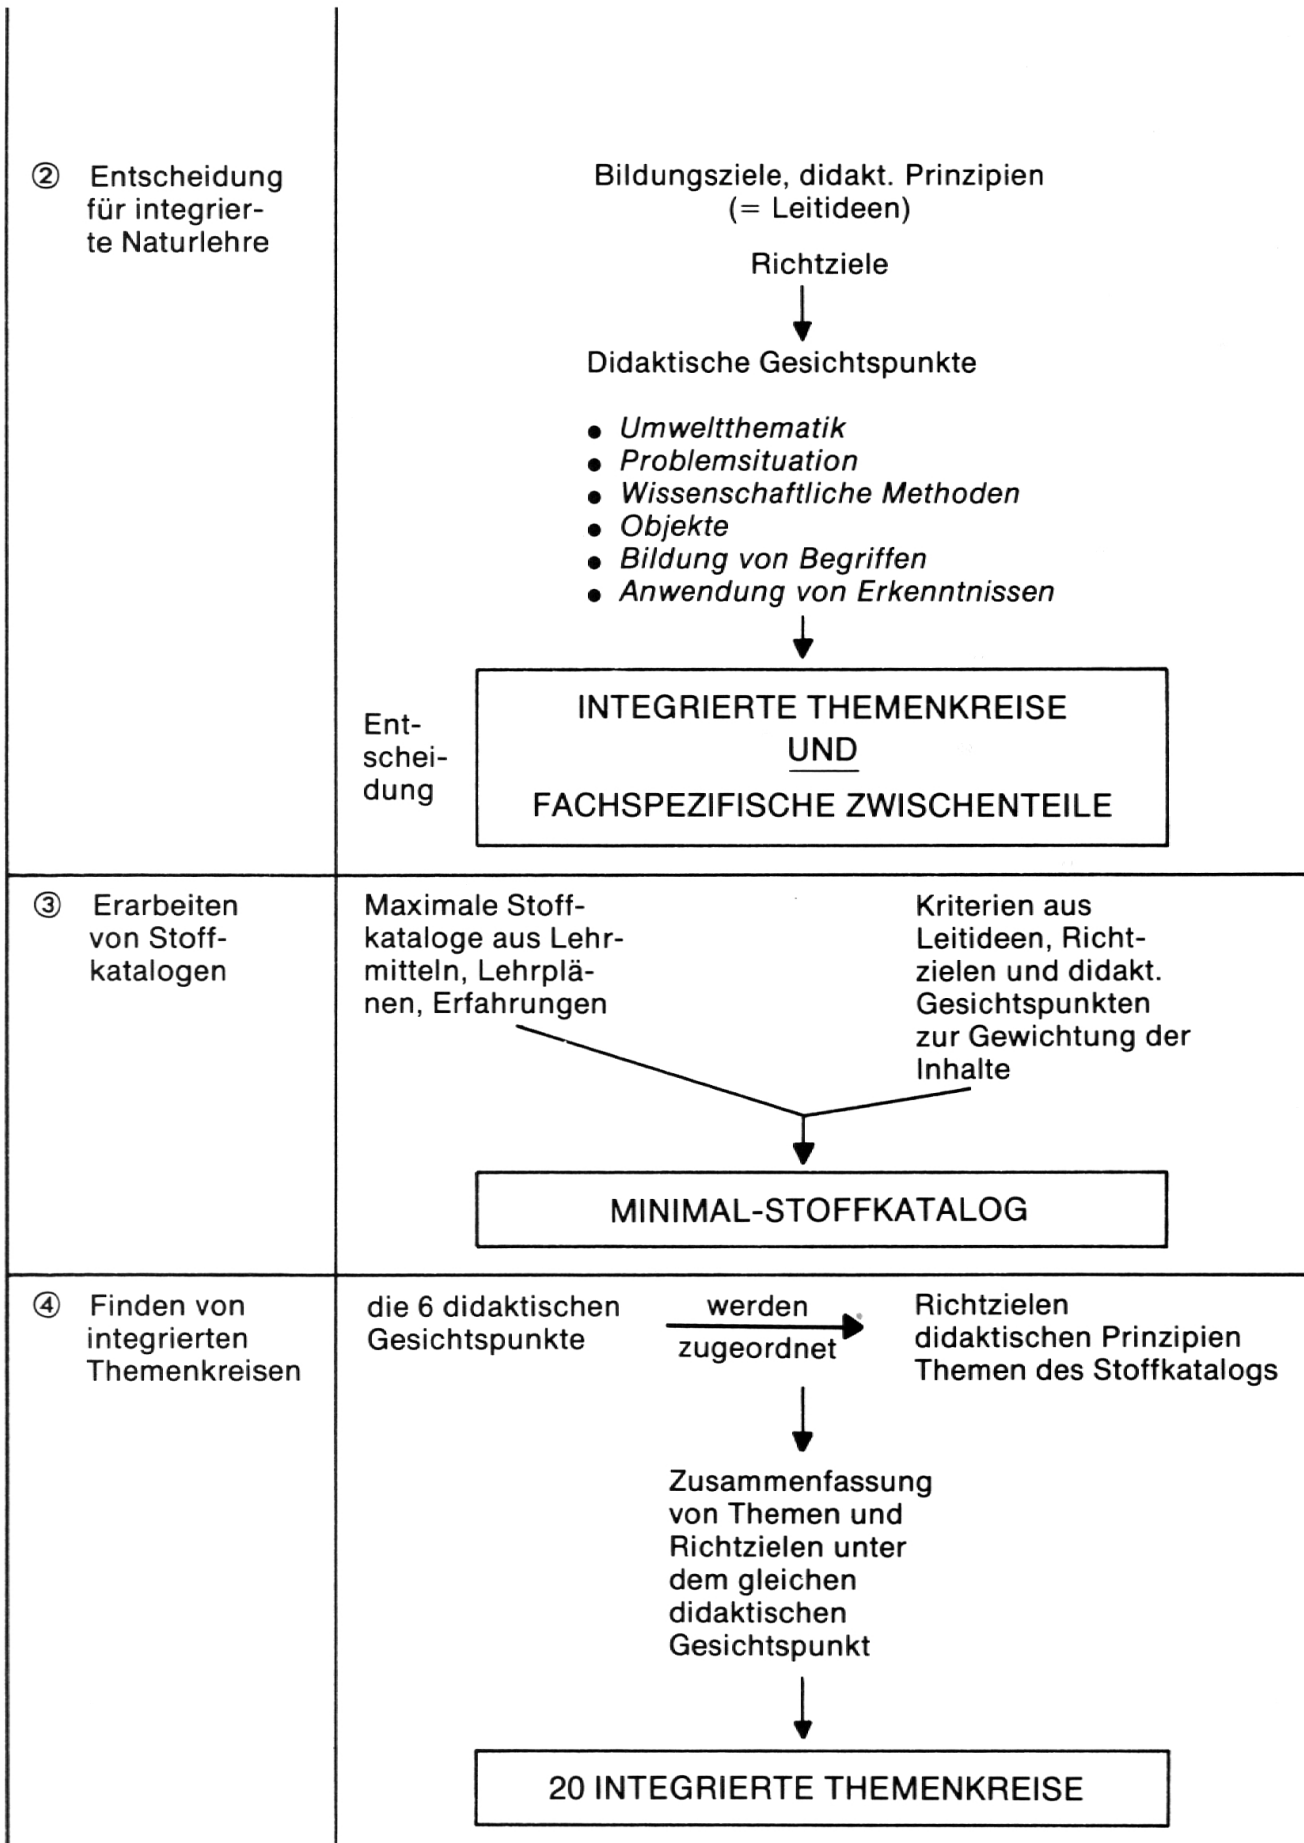 ② Entscheidung
für integrier-
te Naturlehre
Bildungsziele, didakt. Prinzipien
(= Leitideen)
Richtziele
Didaktische Gesichtspunkte
● Umweltthematik
● Problemsituation
● Wissenschaftliche Methoden
● Objekte
● Bildung von Begriffen
● Anwendung von Erkenntnissen
Ent-
schei-
dung
INTEGRIERTE THEMENKREISE
UND
FACHSPEZIFISCHE ZWISCHENTEILE
③ Erarbeiten
von Stoff-
katalogen
Maximale Stoff-
kataloge aus Lehr-
mitteln, Lehrplä-
nen, Erfahrungen
Kriterien aus
Leitideen, Richt-
zielen und didakt.
Gesichtspunkten
zur Gewichtung der
Inhalte
MINIMAL-STOFFKATALOG
④ Finden von
integrierten
Themenkreisen
die 6 didaktischen
Gesichtspunkte
werden
zugeordnet
Richtzielen
didaktischen Prinzipien
Themen des Stoffkatalogs
Zusammenfassung
von Themen und
Richtzielen unter
dem gleichen
didaktischen
Gesichtspunkt
20 INTEGRIERTE THEMENKREISE